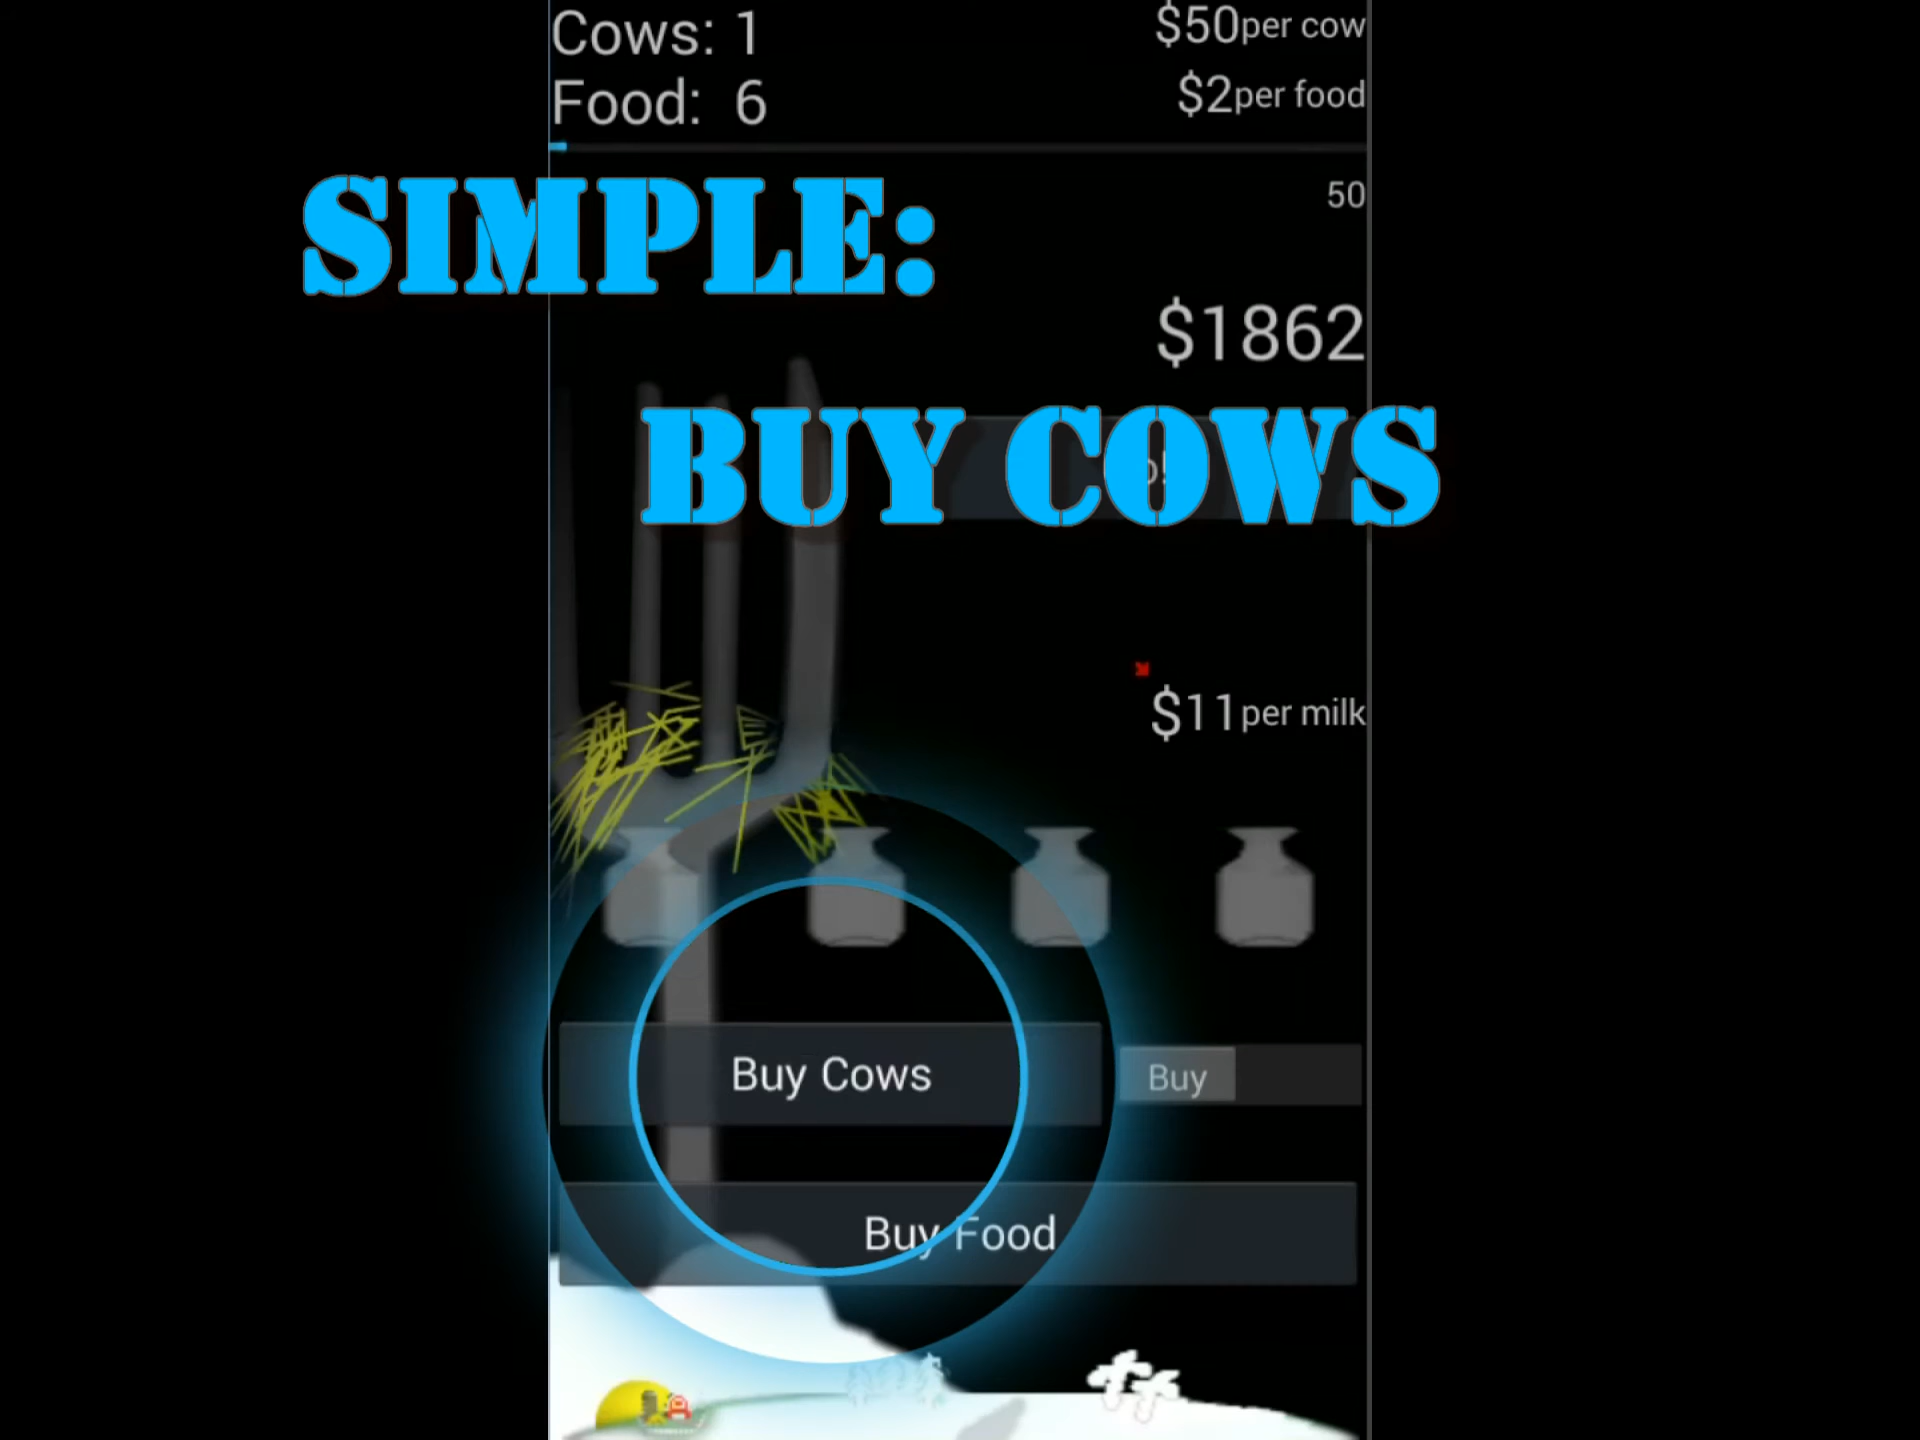 Cows: 1
$50per cow
Food: 6
$2per food
50
SIMPLE:
$1862
BUY COWS
$11per milk
Buy Cows
Buy
Buy Food